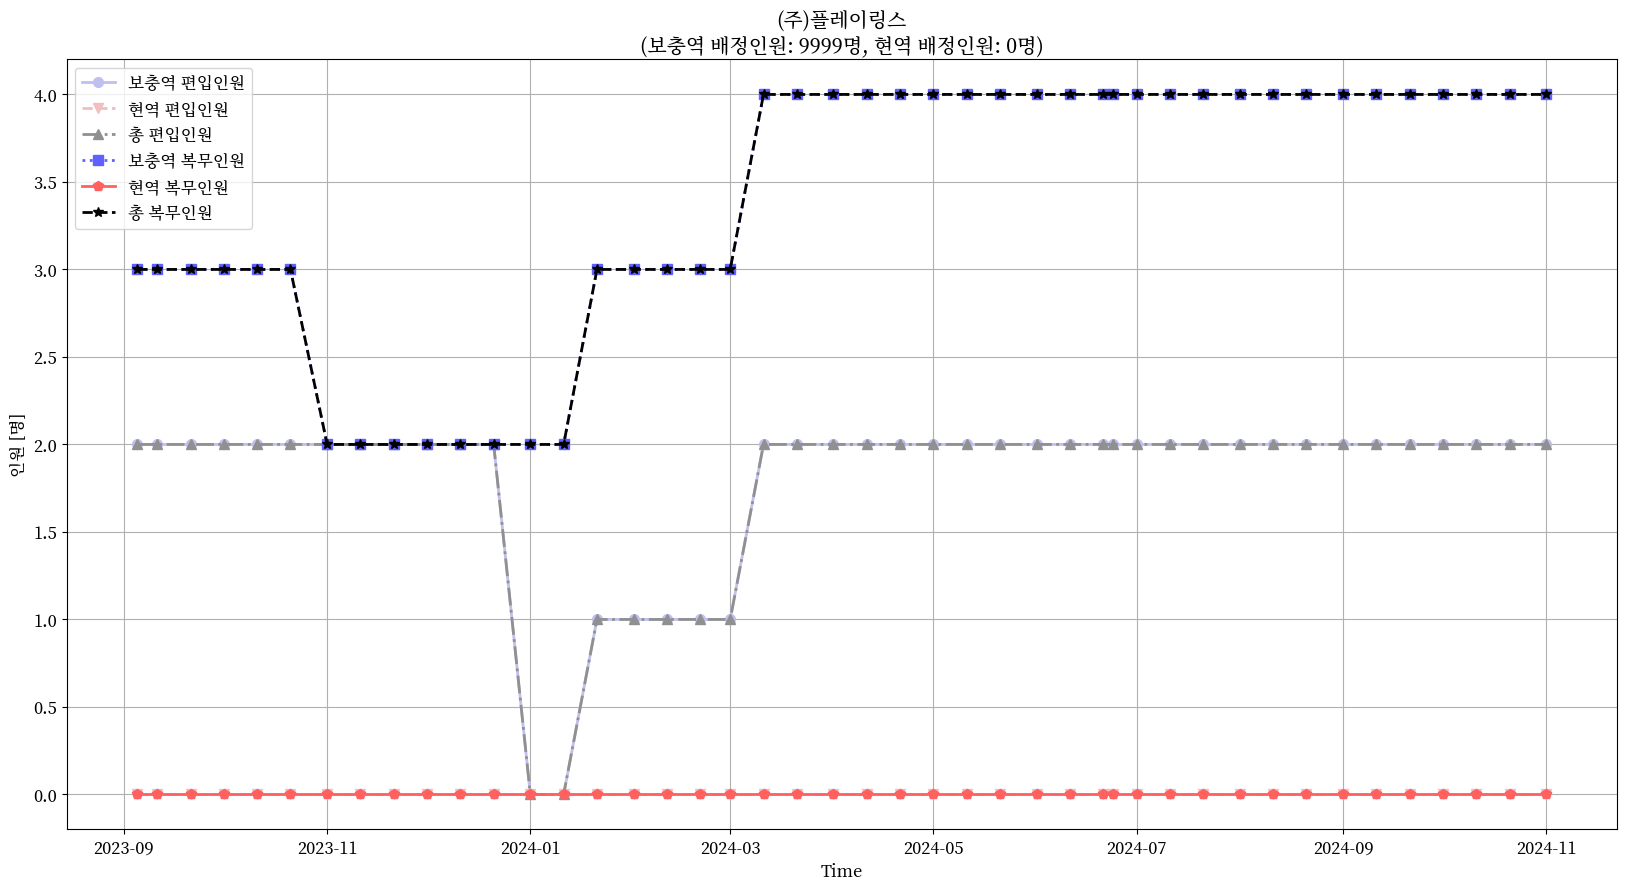 (주)플레이링스
(보충역 배정인원: 9999명, 현역 배정인원: 0명)
보충역 편입인원
현역 편입인원
총 편입인원
보충역 복무인원
현역 복무인원
총 복무인원
4.0
3.5
3.0
2.5
2.0
1.5
1.0
0.5
0.0
인원 [명]
2023-09 2023-11 2024-01 2024-03 2024-05 2024-07 2024-09 2024-11
Time